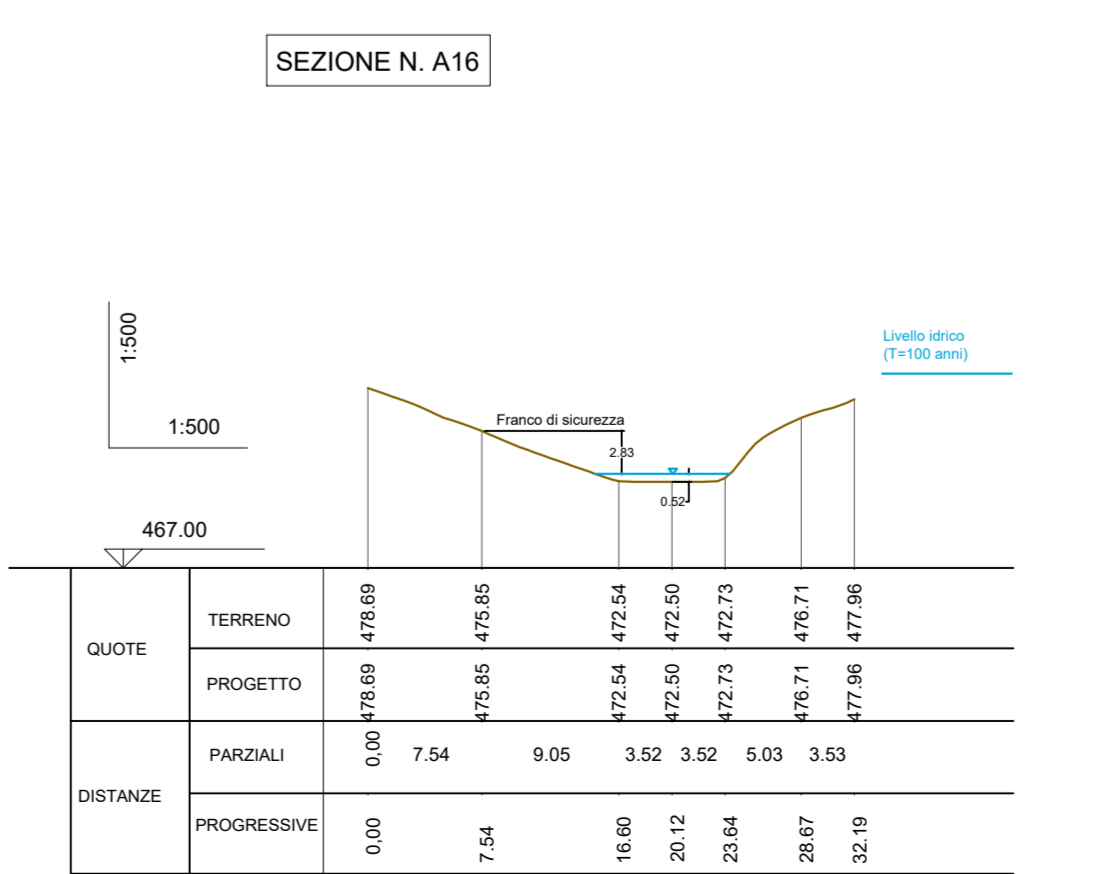 SEZIONE N. A16
1:500
1:500
Livello idrico
(T=100 anni)
Franco di sicurezza
2.83
0.52
467.00
QUOTE
TERRENO 478.69 475.85 472.54 472.50 472.73 476.71 477.96
PROGETTO 478.69 475.85 472.54 472.50 472.73 476.71 477.96
DISTANZE
PARZIALI 0,00 7.54 9.05 3.52 3.52 5.03 3.53
PROGRESSIVE 0,00 7.54 16.60 20.12 23.64 28.67 32.19